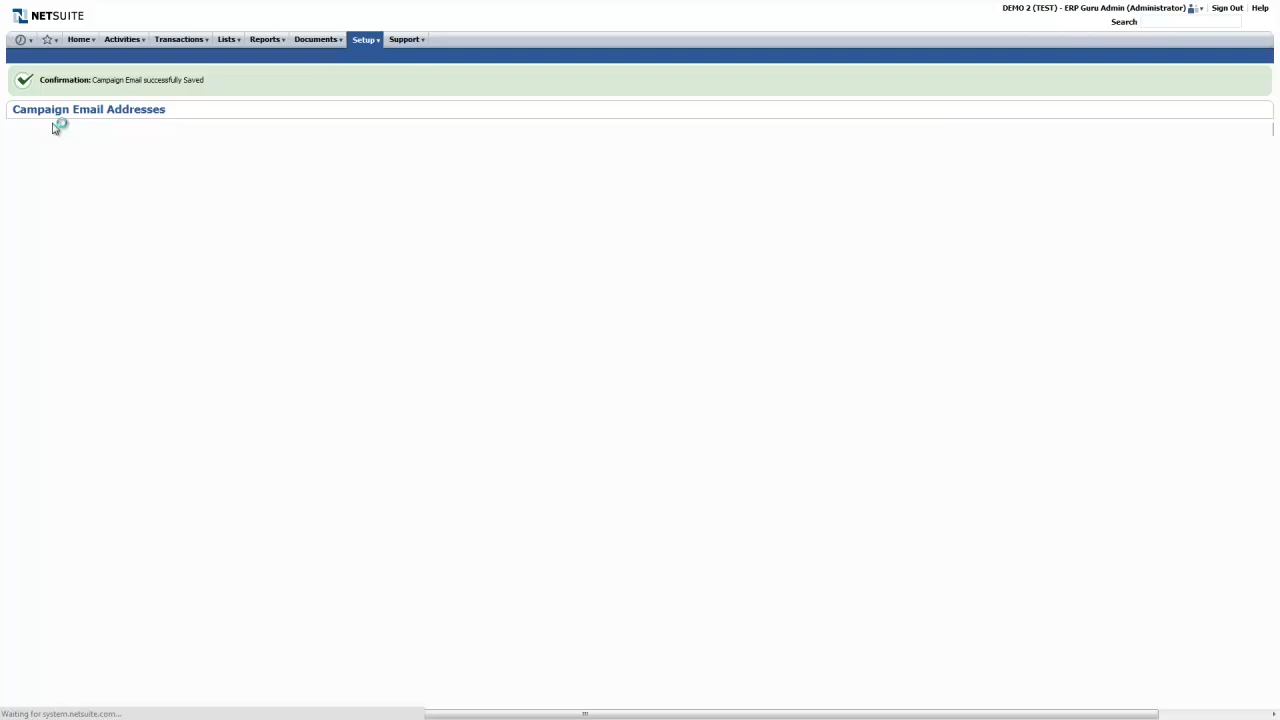 NETSUITE
DEMO 2 (TEST) - ERP Guru Admin (Administrator) Sign Out Help
Search
Home Activities Transactions Lists Reports Documents Setup Support
Confirmation: Campaign Email successfully Saved
Campaign Email Addresses
Waiting for system.netsuite.com...